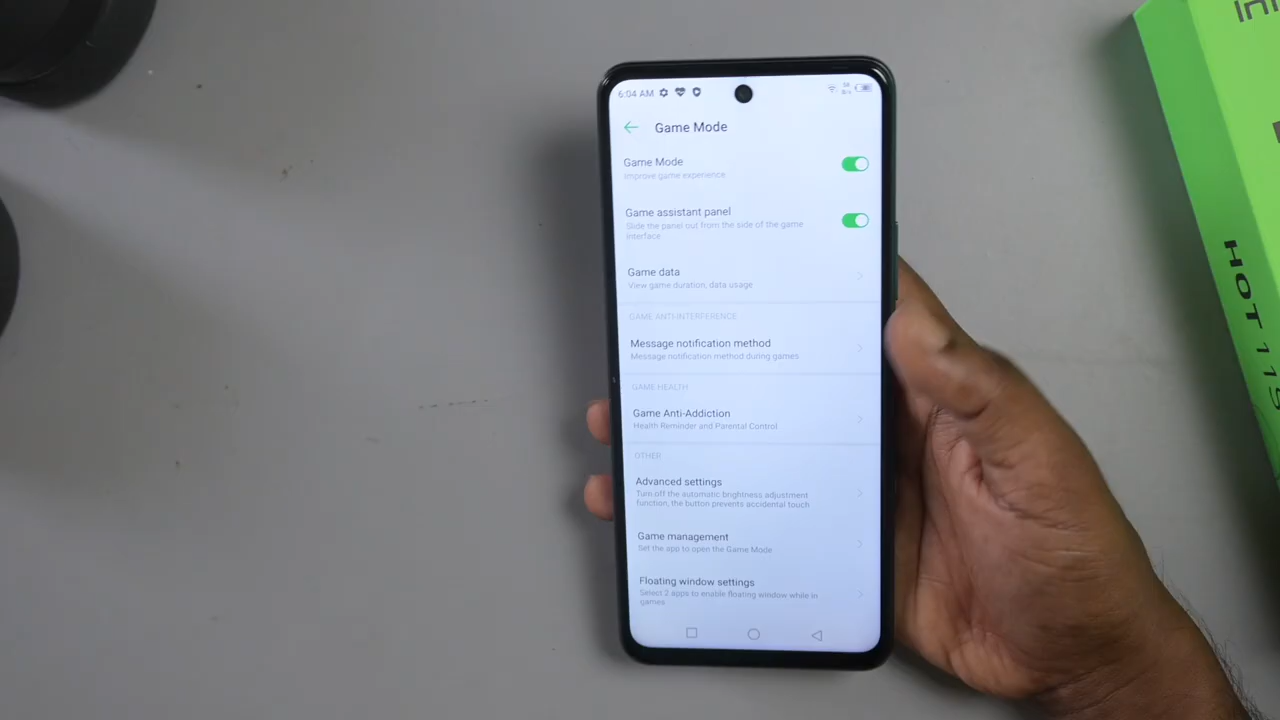 6:04 AM
Game Mode
Game Mode
Improve game experience
Game assistant panel
Slide the panel out from the side of the game
interface
Game data
View game duration, data usage
GAME ANTI-INTERFERENCE
Message notification method
Message notification method during games
GAME HEALTH
Game Anti-Addiction
Health Reminder and Parental Control
OTHER
Advanced settings
Turn off the automatic brightness adjustment
function, the button prevents accidental touch
Game management
Set the app to open the Game Mode
Floating window settings
Select 2 apps to enable floating window while in
games
HOT 11S